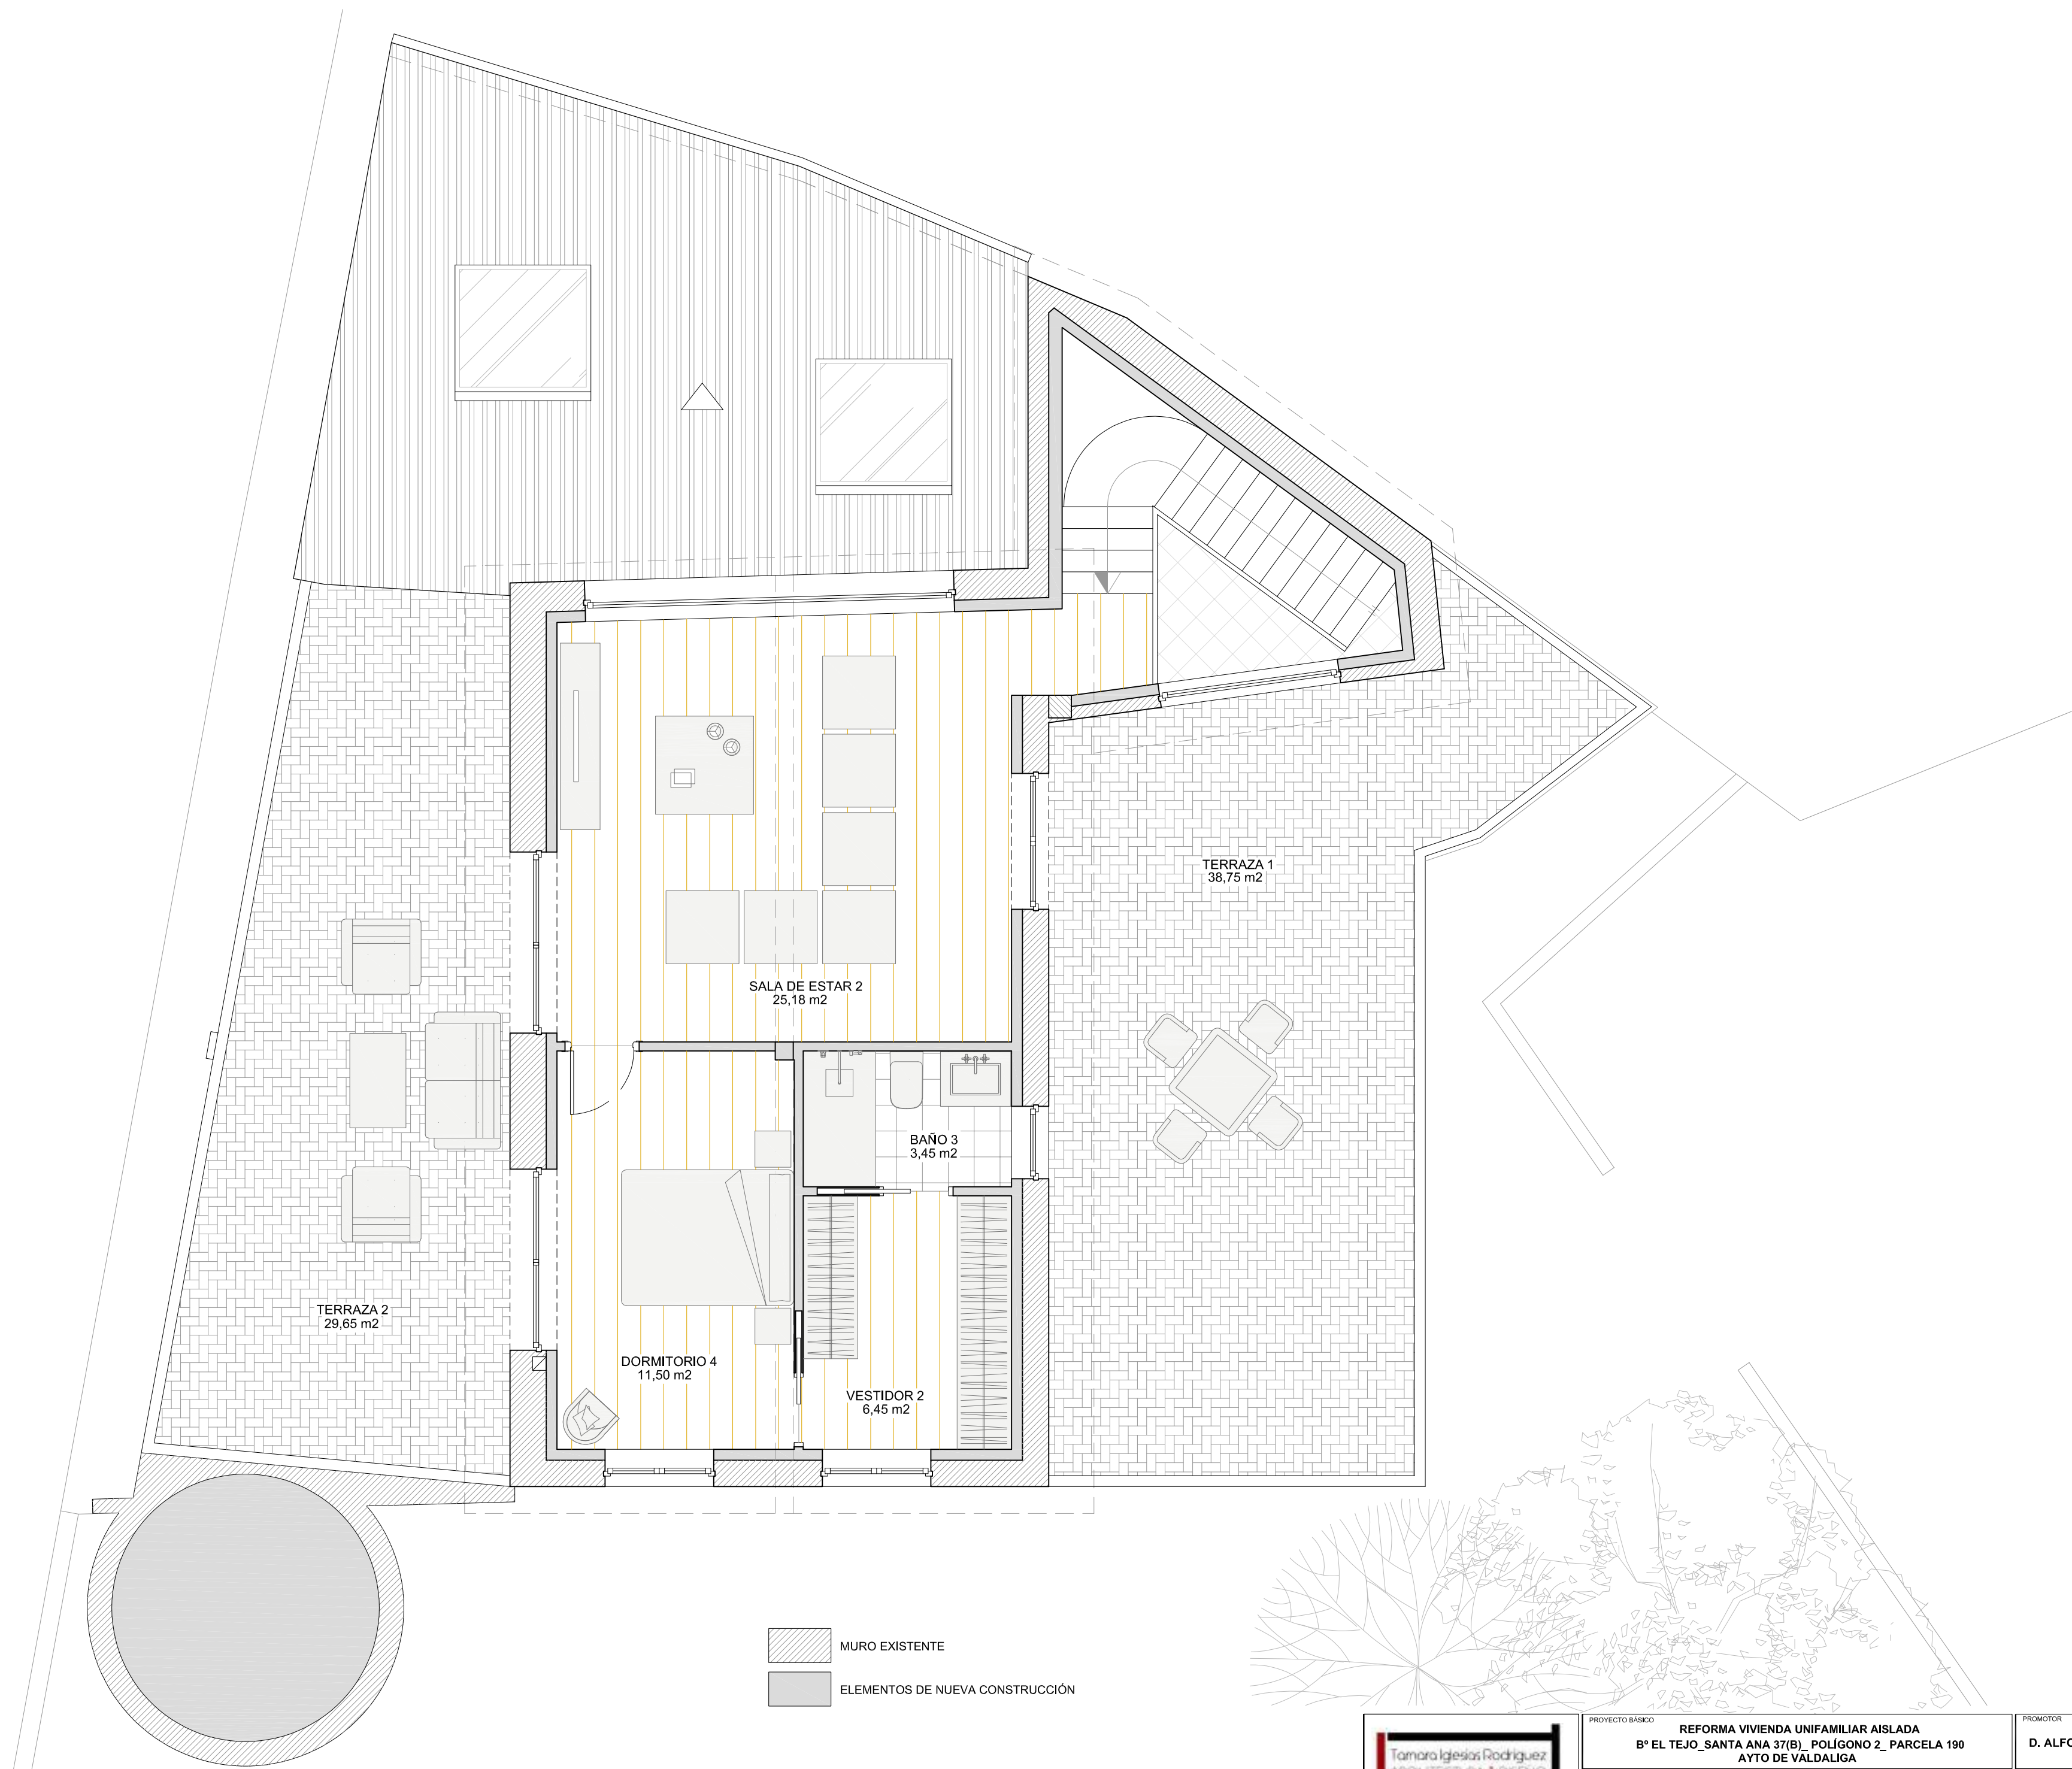 TERRAZA 1
38,75 m2
SALA DE ESTAR 2
25,18 m2
BAÑO 3
3,45 m2
TERRAZA 2
29,65 m2
DORMITORIO 4
11,50 m2
VESTIDOR 2
6,45 m2
MURO EXISTENTE
ELEMENTOS DE NUEVA CONSTRUCCIÓN
Tamara Iglesias Rodríguez
PROYECTO BÁSICO
REFORMA VIVIENDA UNIFAMILIAR AISLADA
Bº EL TEJO_SANTA ANA 37(B)_ POLÍGONO 2_ PARCELA 190
AYTO DE VALDALIGA
PROMOTOR
D.